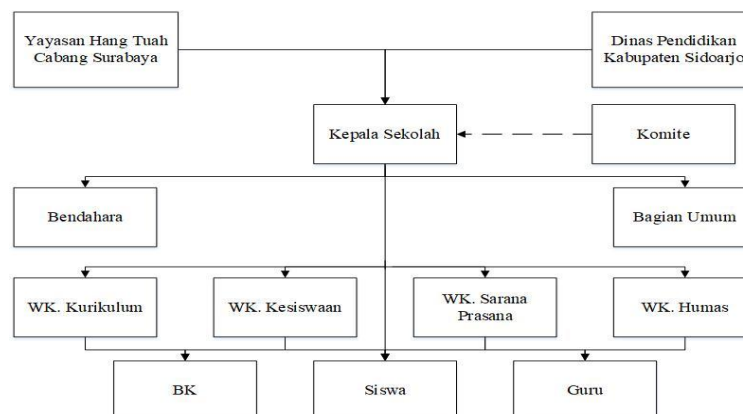 Yayasan Hang Tuah
Cabang Surabaya
Dinas Pendidikan
Kabupaten Sidoarjo
Kepala Sekolah
Komite
Bendahara
Bagian Umum
WK. Kurikulum
WK. Kesiswaan
WK. Sarana
Prasana
WK. Humas
BK
Siswa
Guru